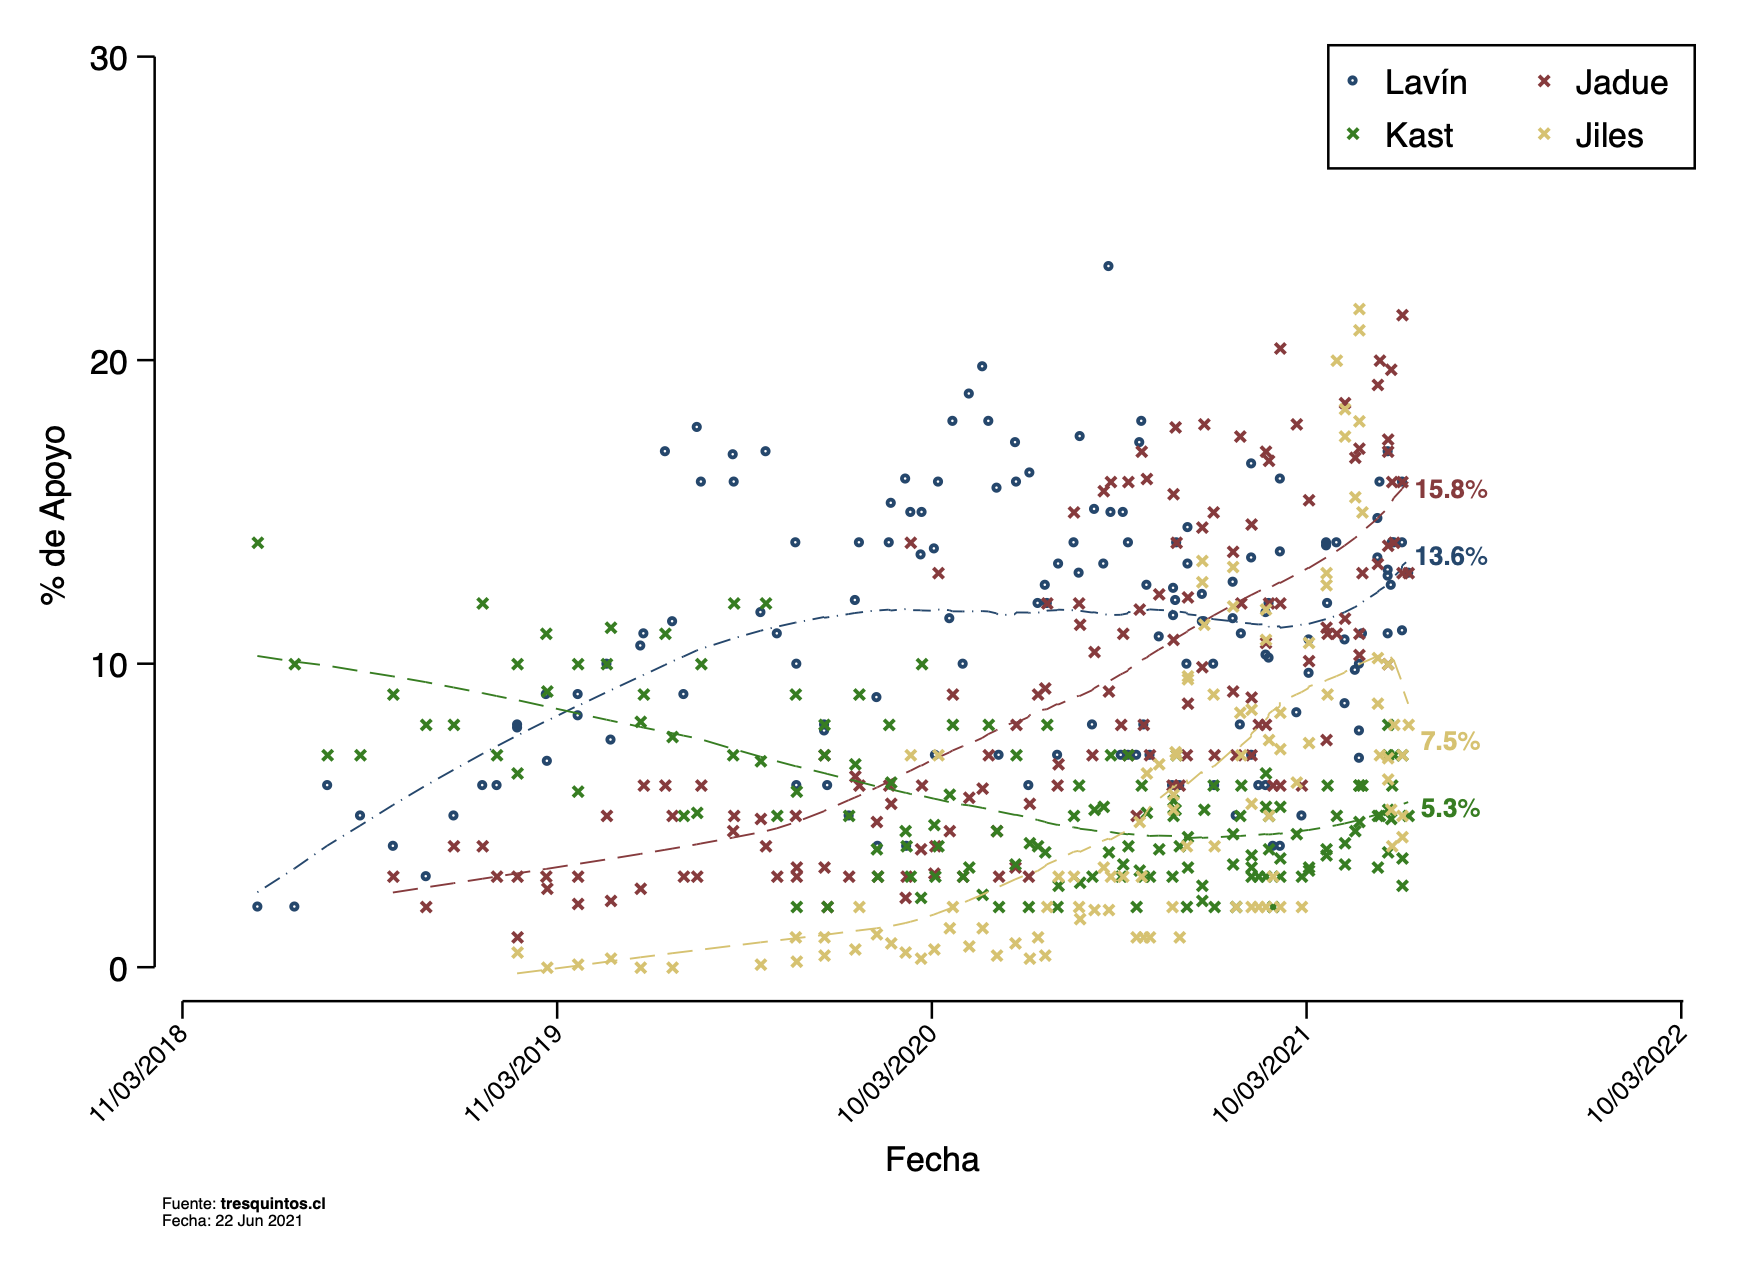 30
20
10
0
% de Apoyo
Lavín Jadue
Kast Jiles
15.8%
13.6%
7.5%
5.3%
11/03/2018 11/03/2019 10/03/2020 10/03/2021 10/03/2022
Fecha
Fuente: tresquintos.cl
Fecha: 22 Jun 2021